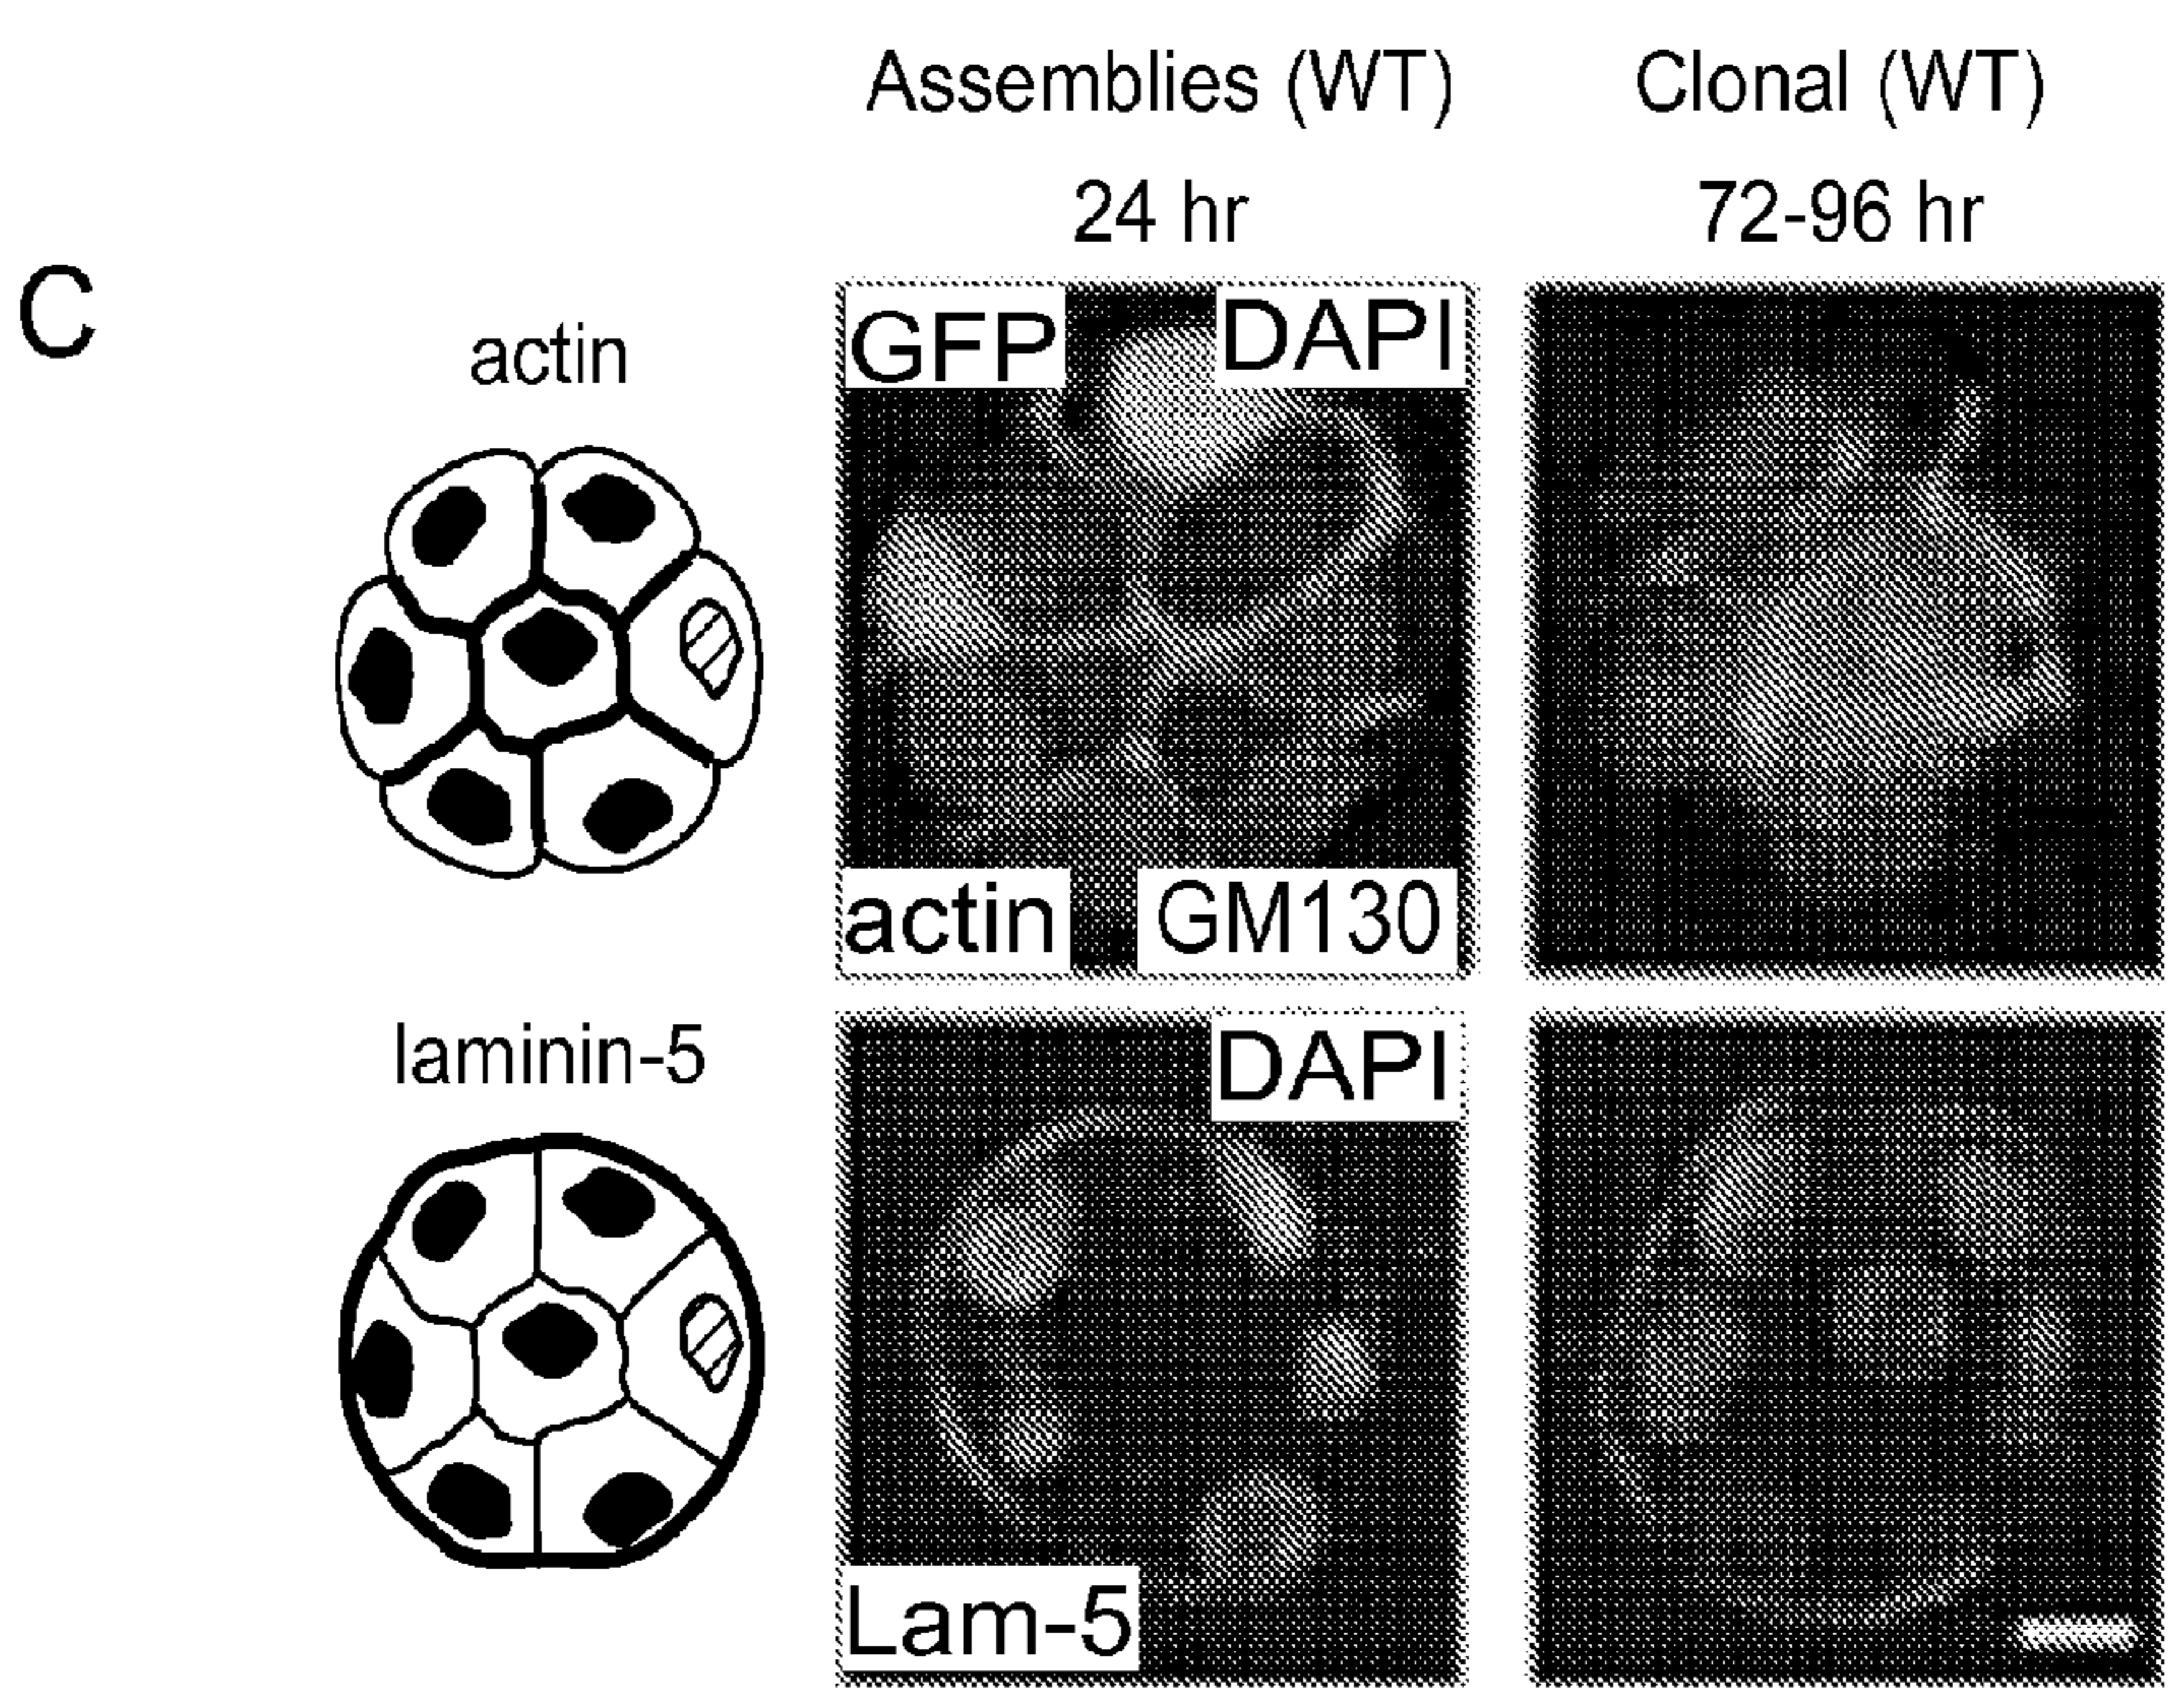 Assemblies (WT)
Clonal (WT)
24 hr
72-96 hr
C
actin
GFP
DAPI
actin
GM130
laminin-5
DAPI
Lam-5